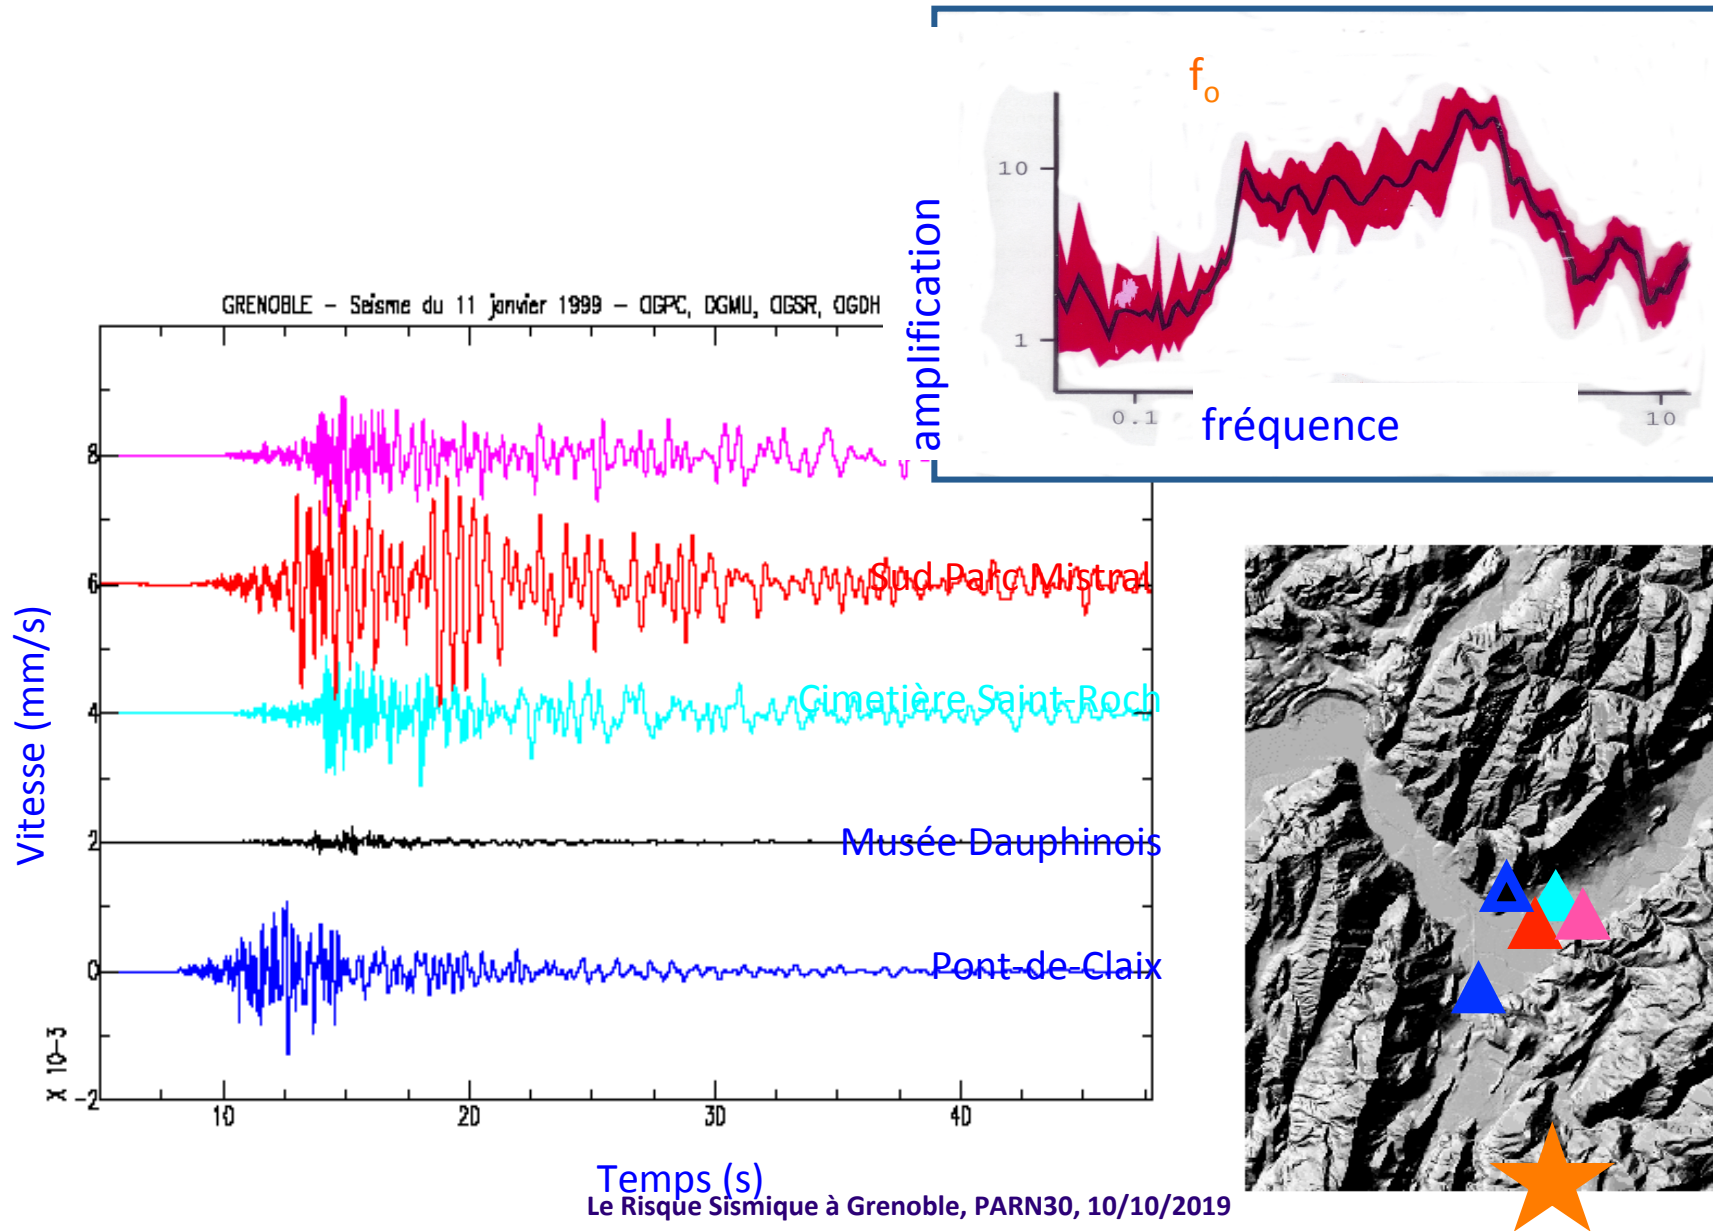 f₀
10
1
amplification
0.1
10
fréquence
GRENOBLE - Seisme du 11 janvier 1999 - OGPC, OGMU, OGSR, OGDH
8
6
4
2
0
-2
X 10-3
Vitesse (mm/s)
Sud Parc Mistral
Cimetière Saint-Roch
Musée Dauphinois
Pont-de-Claix
10
20
30
40
Temps (s)
Le Risque Sismique à Grenoble, PARN30, 10/10/2019